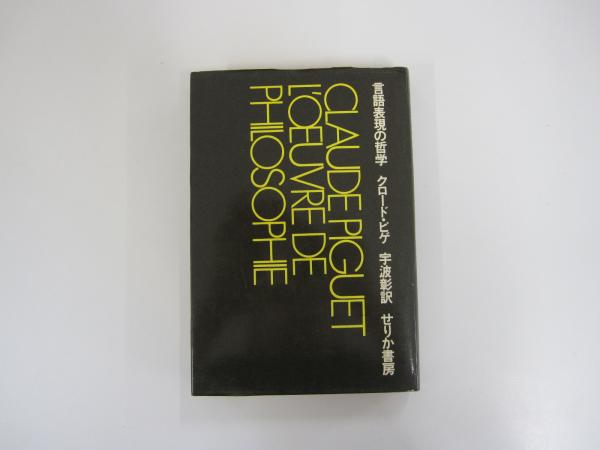 言語表現の哲学 クロード・ピゲ 宇波彰訳 せりか書房
CLAUDE PIGUET
L'OEUVRE DE
PHILOSOPHIE